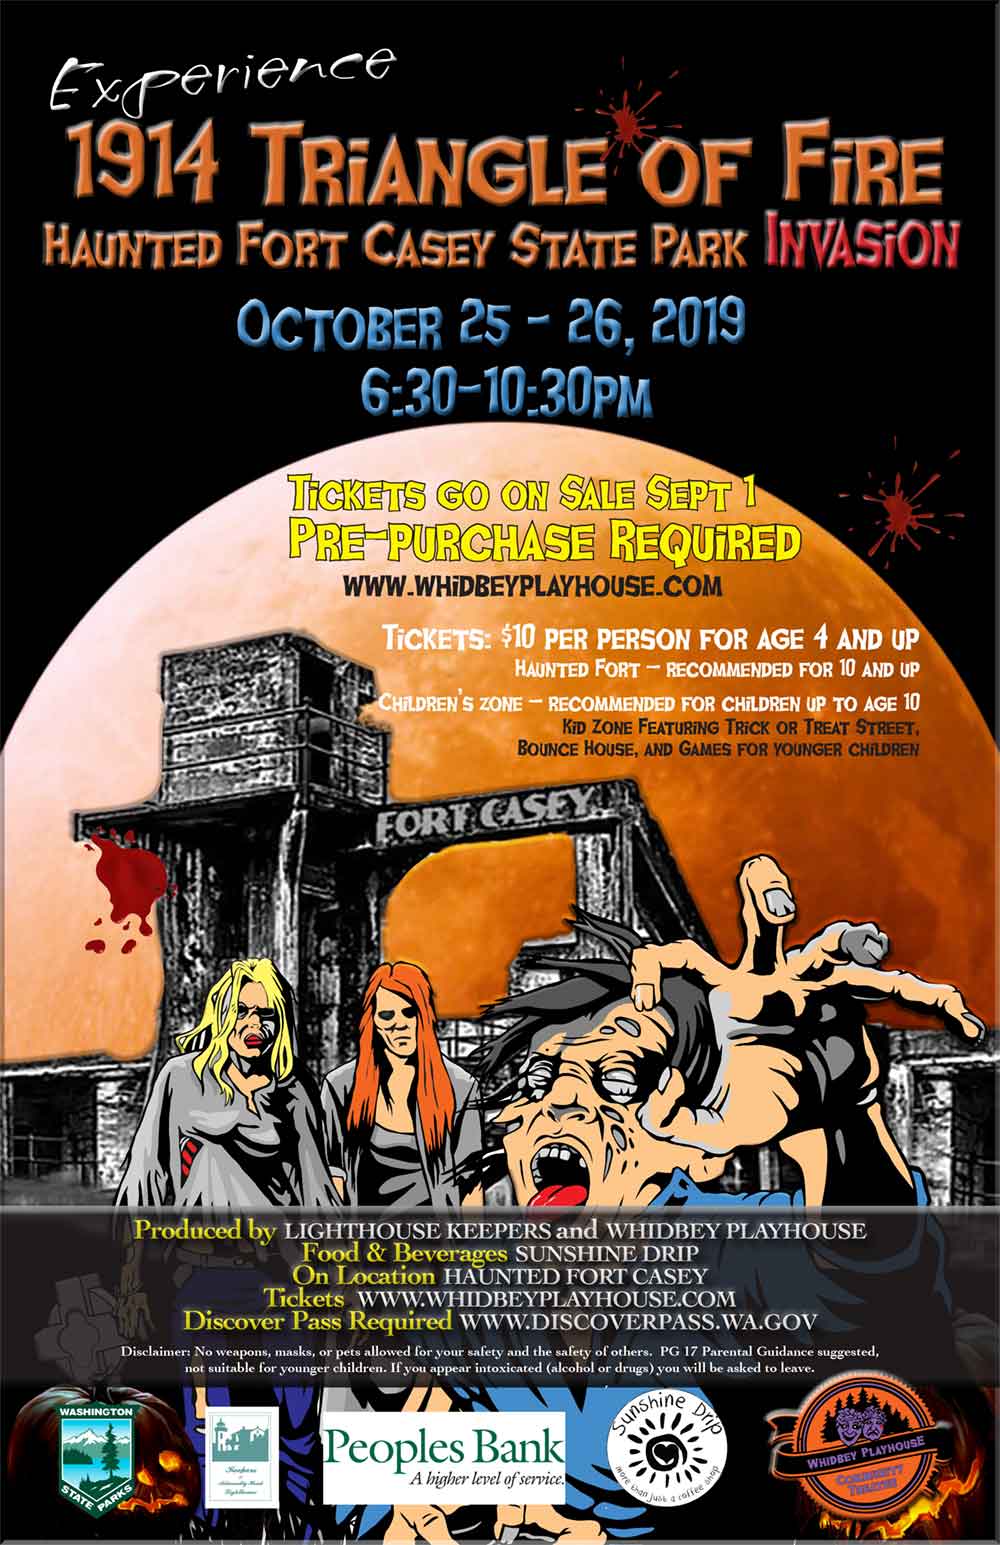 Experience
1914 Triangle of Fire
Haunted Fort Casey State Park Invasion
October 25 - 26, 2019
6:30-10:30pm
Tickets go on Sale Sept 1
Pre-purchase Required
www.whidbeyplayhouse.com
Tickets: $10 per person for age 4 and up
Haunted Fort – recommended for 10 and up
Children's zone – recommended for children up to age 10
Kid Zone Featuring Trick or Treat Street,
Bounce House, and Games for younger children
FORT CASEY
Produced by LIGHTHOUSE KEEPERS and WHIDBEY PLAYHOUSE
Food & Beverages SUNSHINE DRIP
On Location HAUNTED FORT CASEY
Tickets WWW.WHIDBEYPLAYHOUSE.COM
Discover Pass Required WWW.DISCOVERPASS.WA.GOV
Disclaimer: No weapons, masks, or pets allowed for your safety and the safety of others. PG 17 Parental Guidance suggested,
not suitable for younger children. If you appear intoxicated (alcohol or drugs) you will be asked to leave.
WASHINGTON
STATE PARKS
Keepers
of
Admiralty Head
Lighthouse
Peoples Bank
A higher level of service.
Sunshine Drip
more than just a coffee shop
Whidbey Playhouse
Community
Theatre